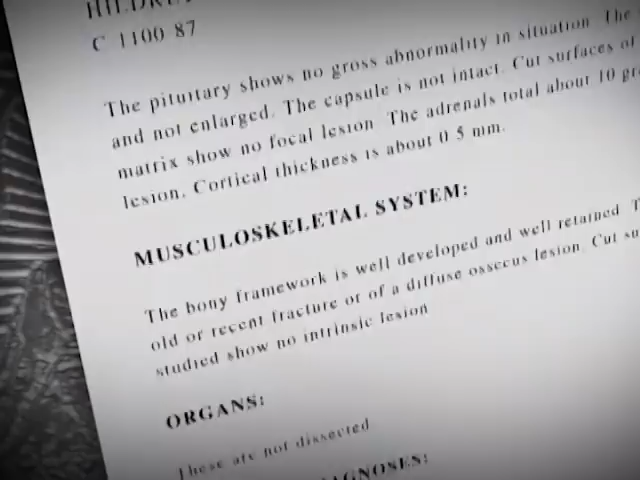 C 1100 87
The pituitary shows no gross abnormality in situation. The
and not enlarged. The capsule is not intact. Cut surfaces of
matrix show no focal lesion. The adrenals total about 10
lesion. Cortical thickness is about 0.5 mm.
MUSCULOSKELETAL SYSTEM:
The bony framework is well developed and well retained.
old or recent fracture or of a diffuse osseous lesion. Cut
studied show no intrinsic lesion
ORGANS:
These are not dissected